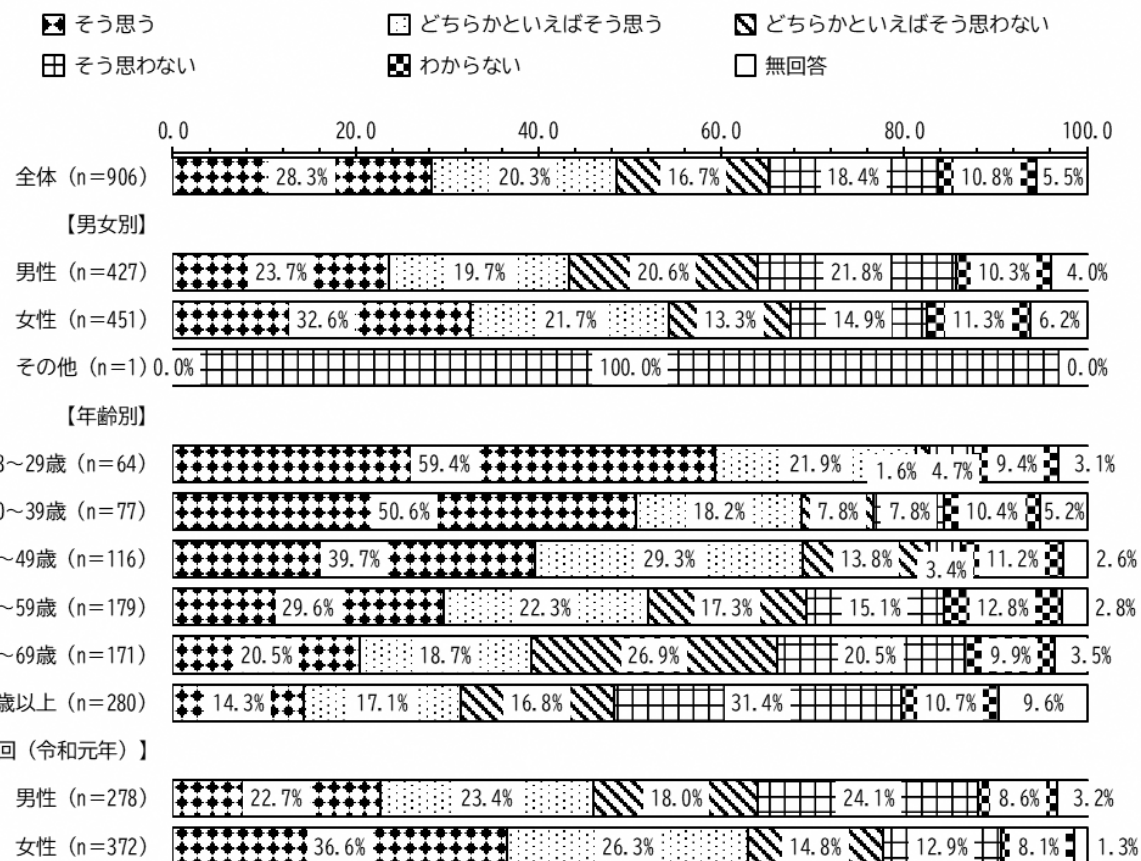 そう思う どちらかといえばそう思う どちらかといえばそう思わない
そう思わない わからない 無回答
0.0 20.0 40.0 60.0 80.0 100.0
全体（n＝906） 28.3% 20.3% 16.7% 18.4% 10.8% 5.5%
【男女別】
男性（n＝427） 23.7% 19.7% 20.6% 21.8% 10.3% 4.0%
女性（n＝451） 32.6% 21.7% 13.3% 14.9% 11.3% 6.2%
その他（n＝1） 0.0% 100.0% 0.0%
【年齢別】
～29歳（n＝64） 59.4% 21.9% 1.6% 4.7% 9.4% 3.1%
～39歳（n＝77） 50.6% 18.2% 7.8% 7.8% 10.4% 5.2%
～49歳（n＝116） 39.7% 29.3% 13.8% 3.4% 11.2% 2.6%
～59歳（n＝179） 29.6% 22.3% 17.3% 15.1% 12.8% 2.8%
～69歳（n＝171） 20.5% 18.7% 26.9% 20.5% 9.9% 3.5%
歳以上（n＝280） 14.3% 17.1% 16.8% 31.4% 10.7% 9.6%
回（令和元年）】
男性（n＝278） 22.7% 23.4% 18.0% 24.1% 8.6% 3.2%
女性（n＝372） 36.6% 26.3% 14.8% 12.9% 8.1% 1.3%